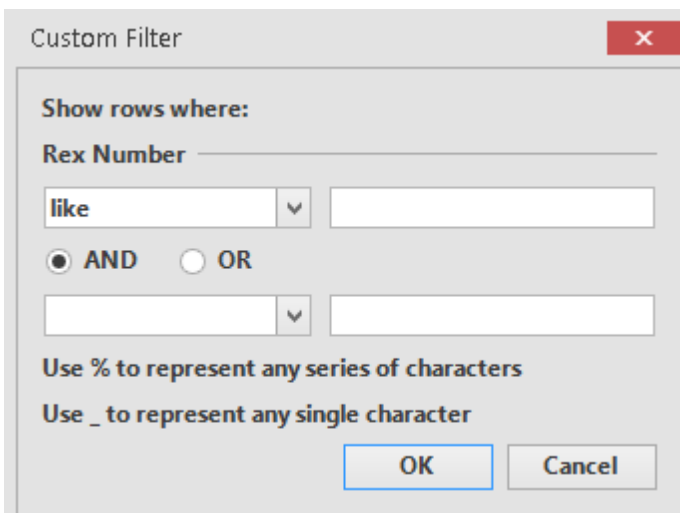 Custom Filter
Show rows where:
Rex Number
like
AND OR
Use % to represent any series of characters
Use _ to represent any single character
OK Cancel